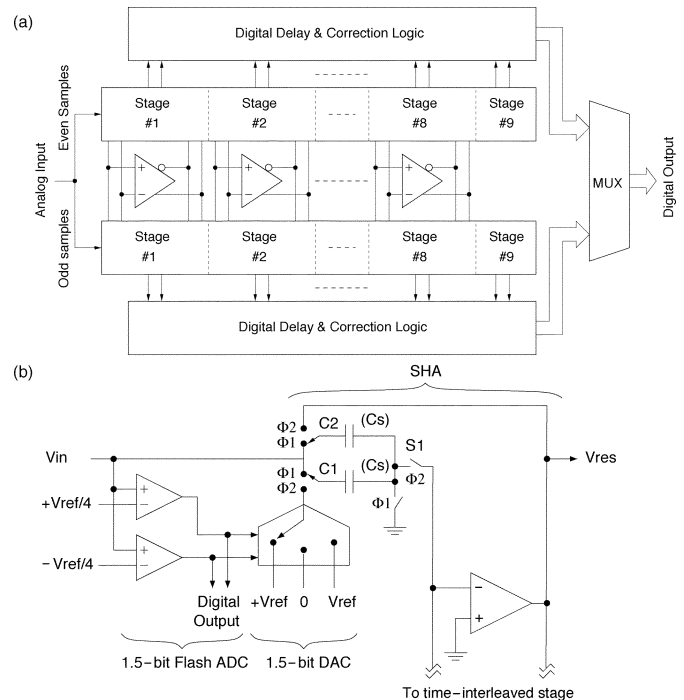 (a)
Digital Delay & Correction Logic
Even Samples
Stage #1
Stage #2
Stage #8
Stage #9
Analog Input
+
−
+
−
+
−
MUX
Digital Output
Odd samples
Stage #1
Stage #2
Stage #8
Stage #9
Digital Delay & Correction Logic
(b)
SHA
Φ2
Φ1
C2
(Cs)
S1
Vin
Φ1
Φ2
C1
(Cs)
Φ2
Φ1
Vres
+
−
+Vref/4
+
−
−Vref/4
Digital Output
+Vref 0 Vref
−
+
1.5−bit Flash ADC
1.5−bit DAC
To time−interleaved stage